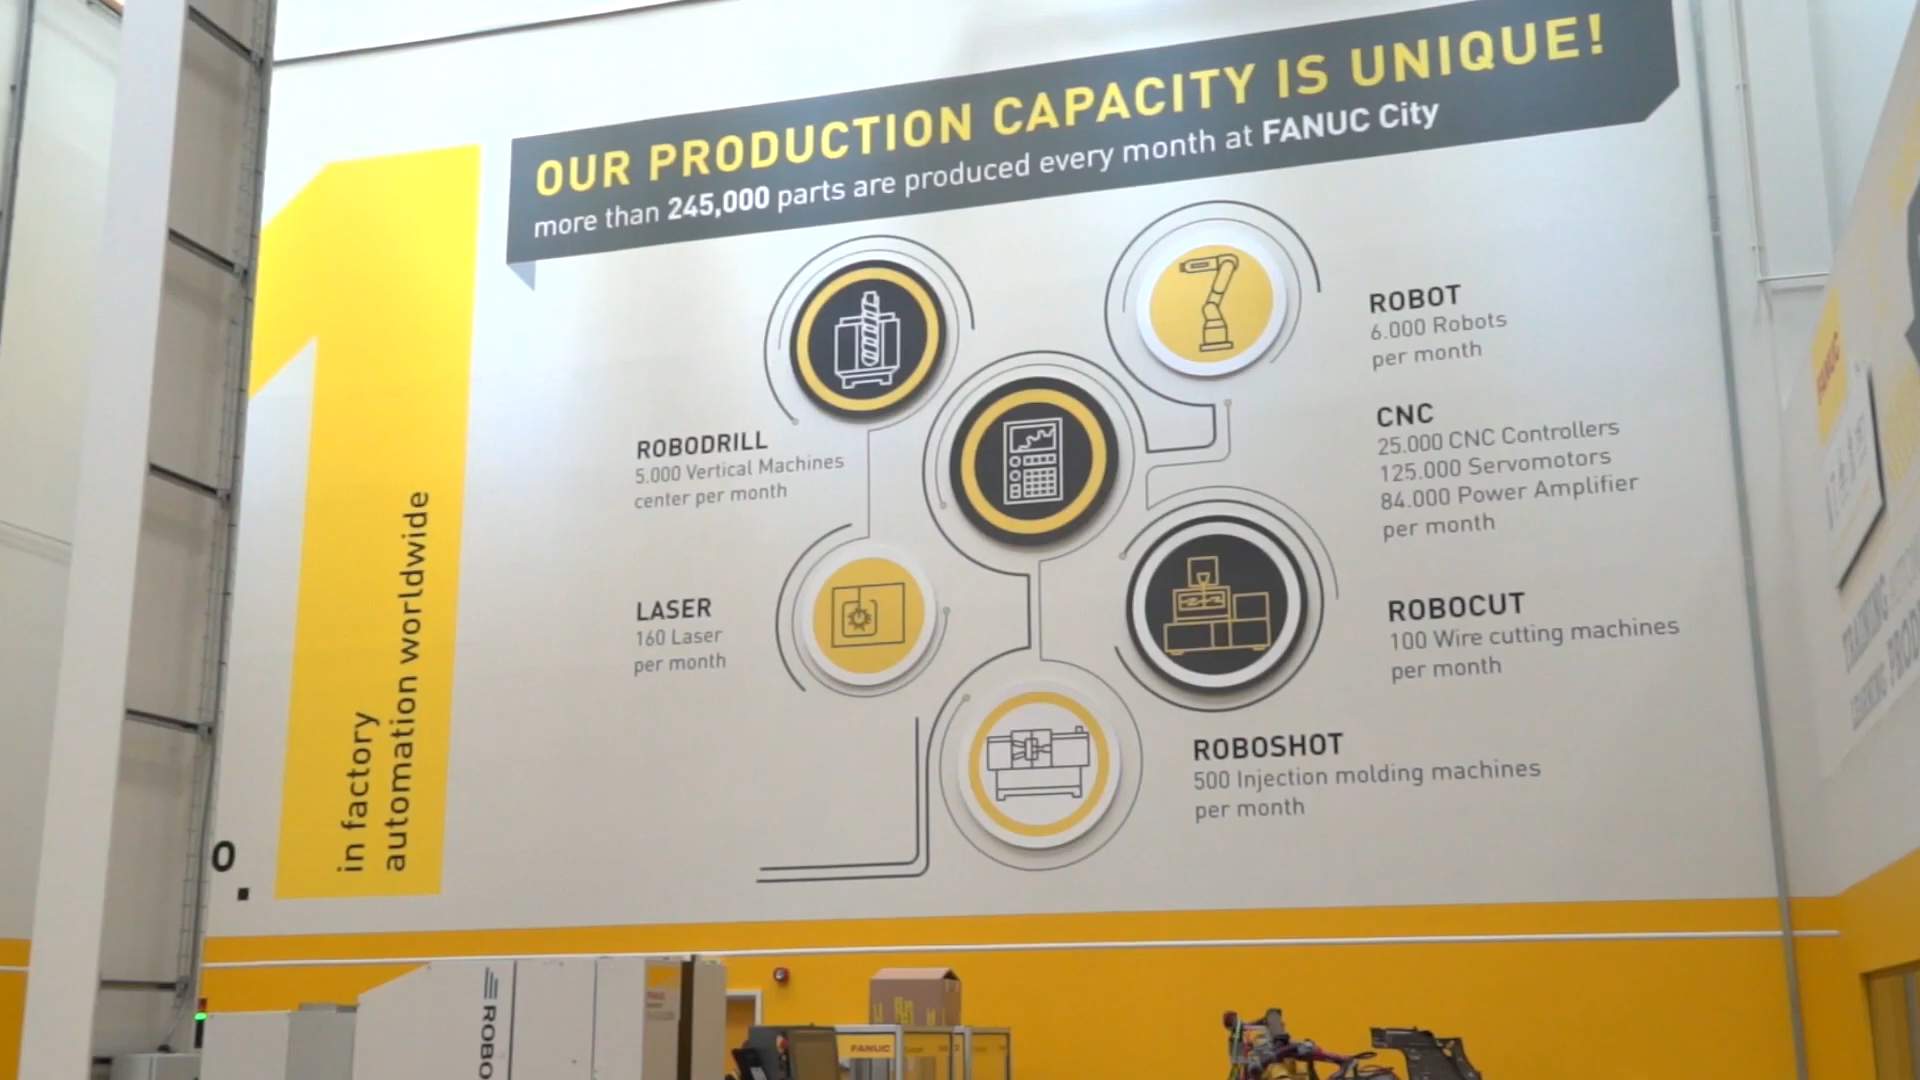 OUR PRODUCTION CAPACITY IS UNIQUE!
more than 245,000 parts are produced every month at FANUC City
o.
1
in factory
automation worldwide
ROBODRILL
5.000 Vertical Machines
center per month
LASER
160 Laser
per month
ROBOT
6.000 Robots
per month
CNC
25.000 CNC Controllers
125.000 Servomotors
84.000 Power Amplifier
per month
ROBOCUT
100 Wire cutting machines
per month
ROBOSHOT
500 Injection molding machines
per month
FANUC
ROBO
FANUC